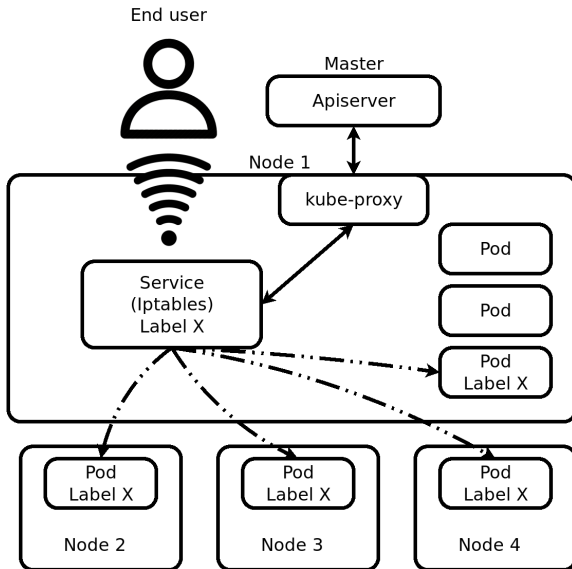 End user
Master
Apiserver
Node 1
kube-proxy
Service
(Iptables)
Label X
Pod
Pod
Pod
Label X
Pod
Label X
Node 2
Pod
Label X
Node 3
Pod
Label X
Node 4